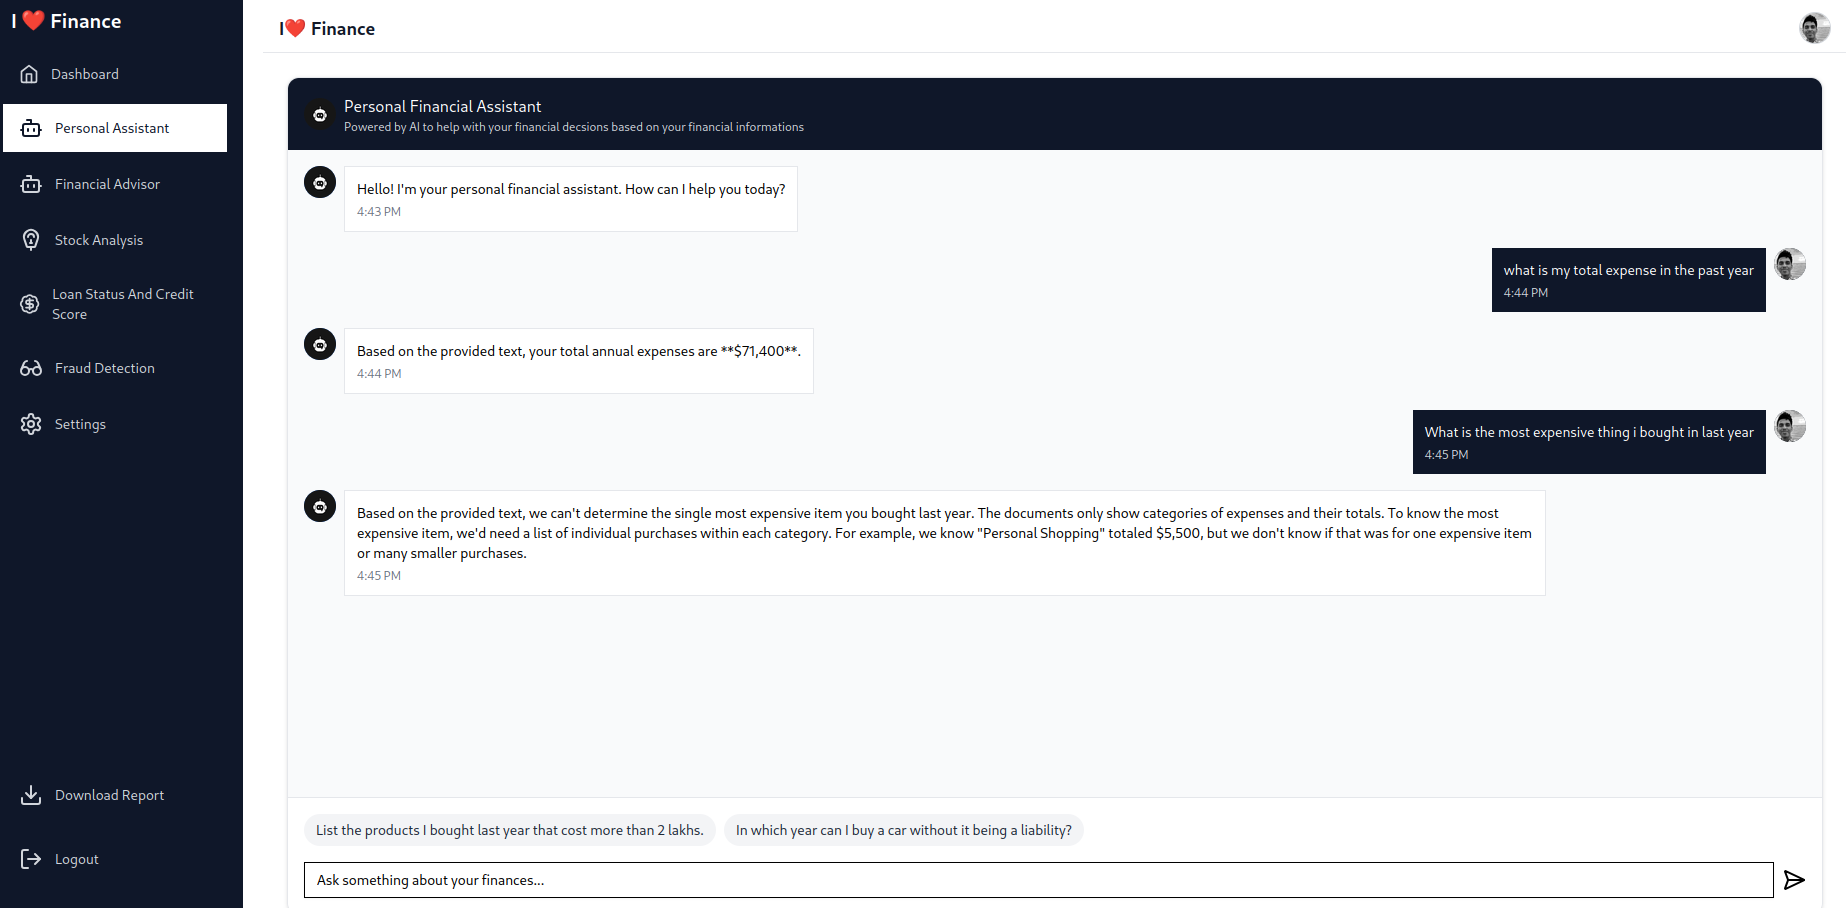 I ❤️ Finance
Dashboard
Personal Assistant
Financial Advisor
Stock Analysis
Loan Status And Credit
Score
Fraud Detection
Settings
Download Report
Logout
I❤️ Finance
Personal Financial Assistant
Powered by AI to help with your financial decsions based on your financial informations
Hello! I'm your personal financial assistant. How can I help you today?
4:43 PM
what is my total expense in the past year
4:44 PM
Based on the provided text, your total annual expenses are **$71,400**.
4:44 PM
What is the most expensive thing i bought in last year
4:45 PM
Based on the provided text, we can't determine the single most expensive item you bought last year. The documents only show categories of expenses and their totals. To know the most
expensive item, we'd need a list of individual purchases within each category. For example, we know "Personal Shopping" totaled $5,500, but we don't know if that was for one expensive item
or many smaller purchases.
4:45 PM
List the products I bought last year that cost more than 2 lakhs.
In which year can I buy a car without it being a liability?
Ask something about your finances...